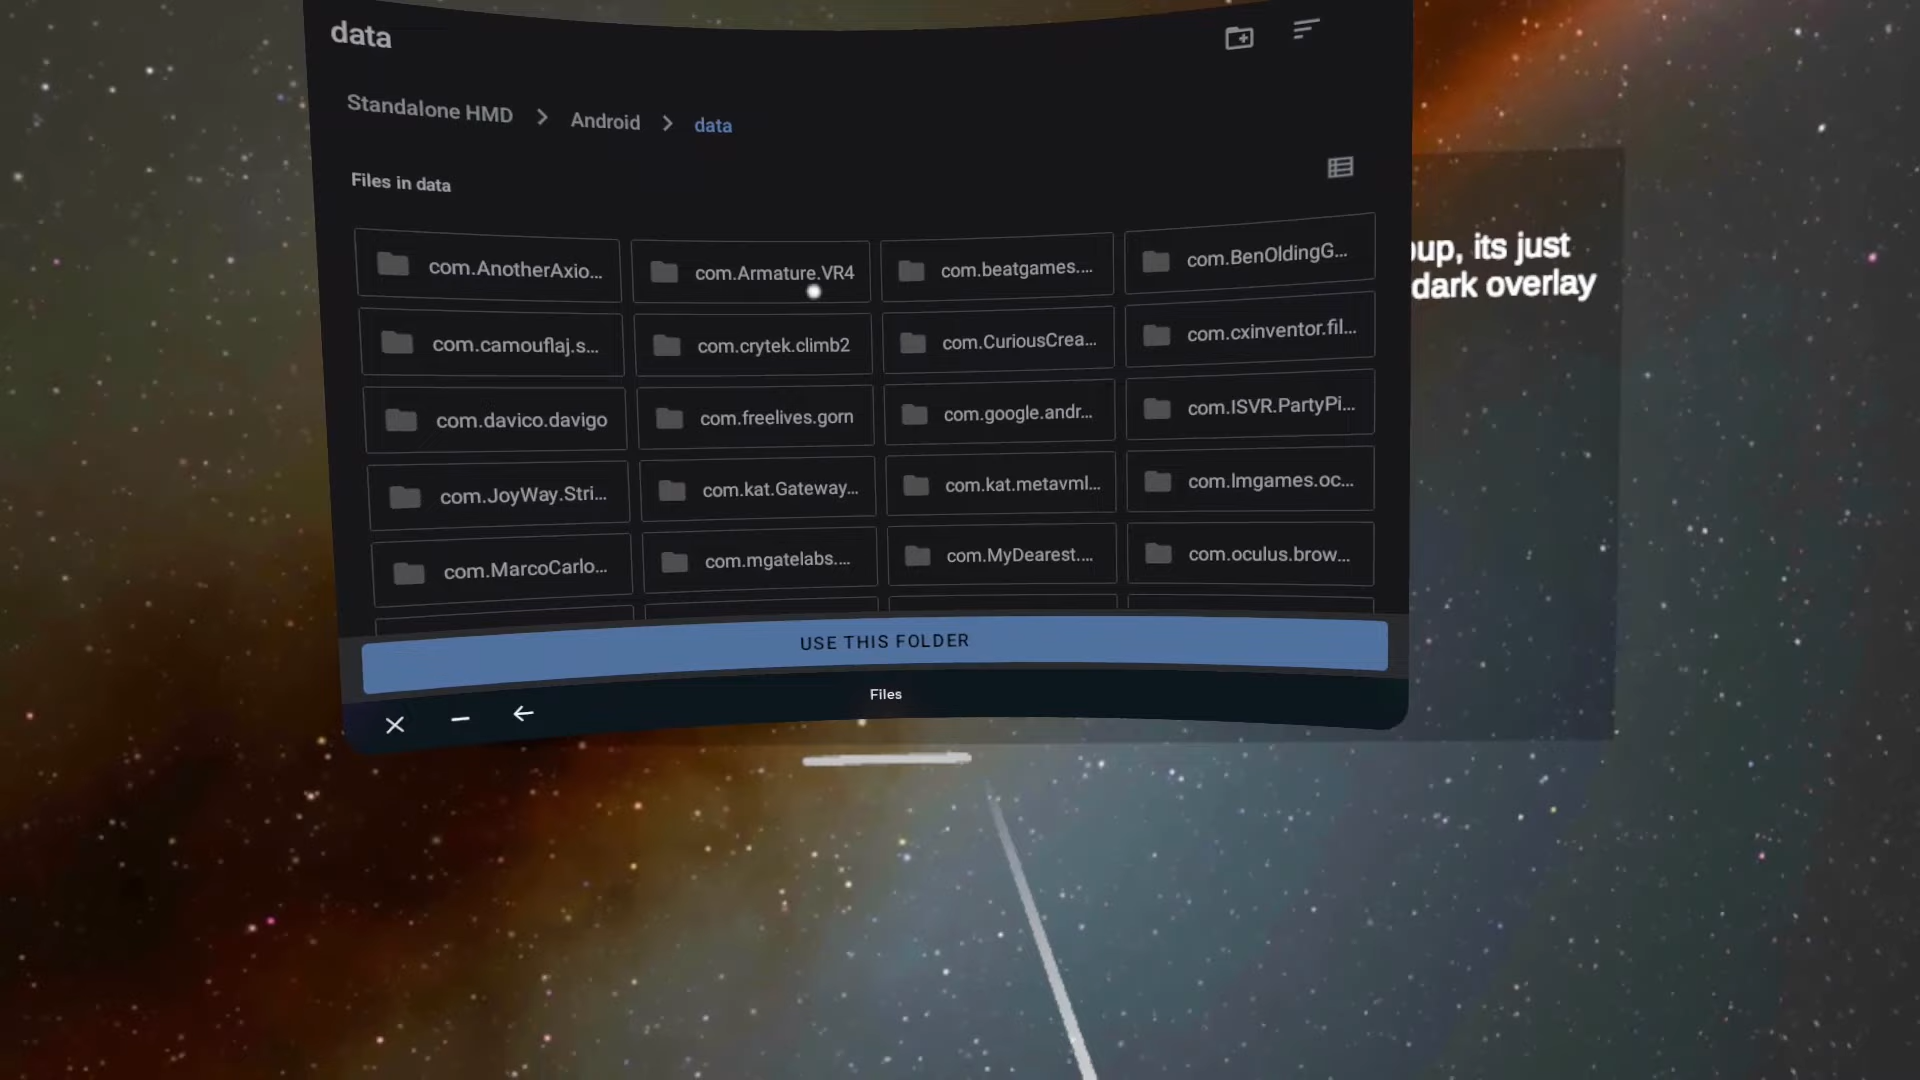 data
Standalone HMD > Android > data
Files in data
com.AnotherAxio...
com.Armature.VR4
com.beatgames....
com.BenOldingG...
com.camouflaj.s...
com.crytek.climb2
com.CuriousCrea...
com.cxinventor.fil...
com.davico.davigo
com.freelives.gorn
com.google.andr...
com.ISVR.PartyPi...
com.JoyWay.Stri...
com.kat.Gateway...
com.kat.metavml...
com.lmgames.oc...
com.MarcoCarlo...
com.mgatelabs....
com.MyDearest....
com.oculus.brow...
USE THIS FOLDER
Files
its just
dark overlay